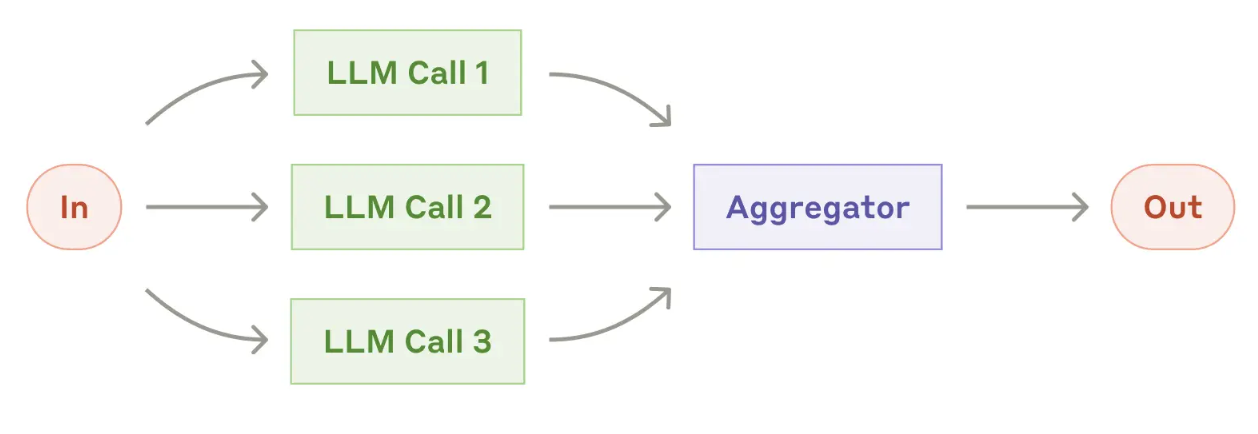 LLM Call 1
In
LLM Call 2
Aggregator
Out
LLM Call 3